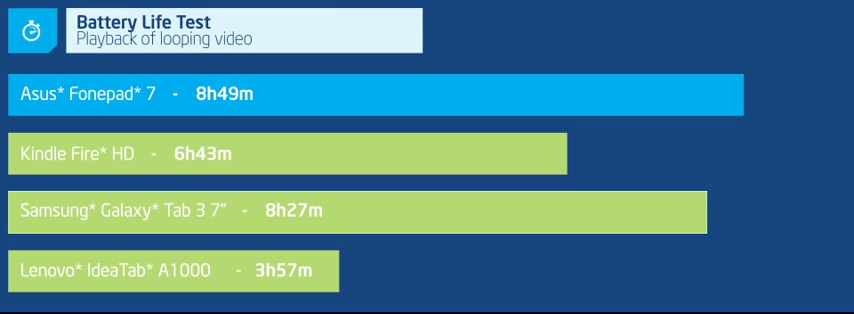 Battery Life Test
Playback of looping video
Asus* Fonepad* 7 - 8h49m
Kindle Fire* HD - 6h43m
Samsung* Galaxy* Tab 3 7" - 8h27m
Lenovo* IdeaTab* A1000 - 3h57m